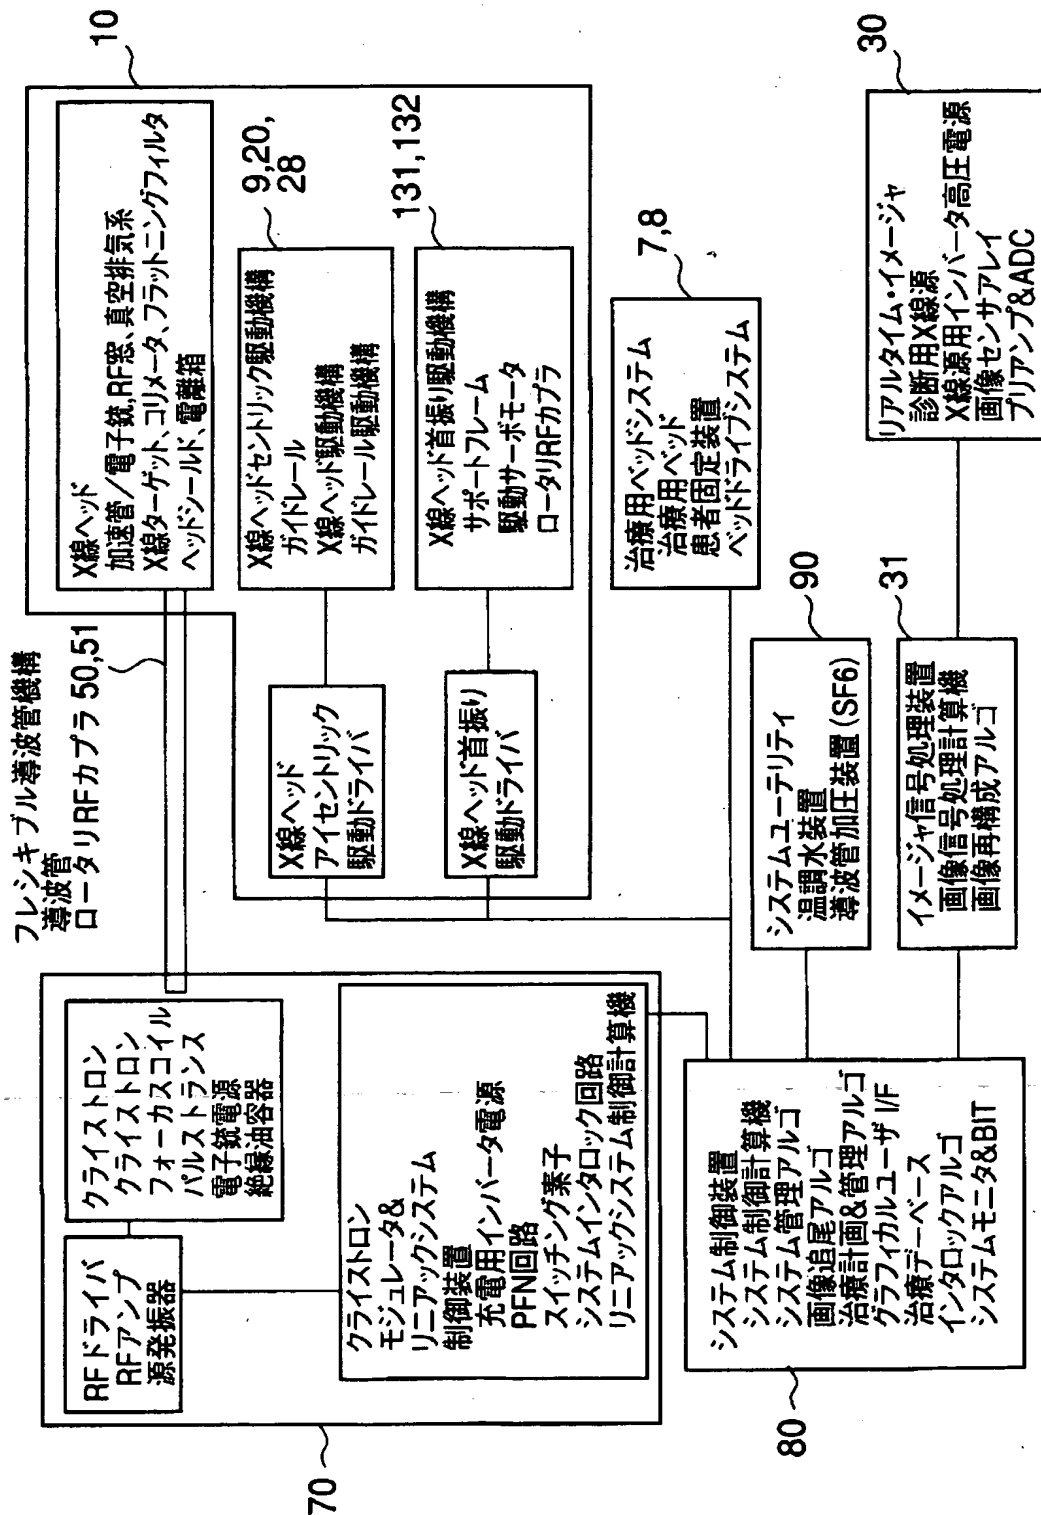 10
X線ヘッド
加速管／電子銃,RF窓、真空排気系
X線ターゲット、コリメータ、フラットニングフィルタ
ヘッドシールド、電離箱
9,20,
28
X線ヘッドセントリック駆動機構
ガイドレール
X線ヘッド駆動機構
ガイドレール駆動機構
131,132
X線ヘッド首振り駆動機構
サポートフレーム
駆動サーボモータ
ロータリRFカプラ
X線ヘッド
アイセントリック
駆動ドライバ
X線ヘッド首振り
駆動ドライバ
フレシキブル導波管機構
導波管
ロータリRFカプラ 50,51
7,8
治療用ベッドシステム
治療用ベッド
患者固定装置
ベッドドライブシステム
30
リアルタイム・イメージャ
診断用X線源
X線源用インバータ高圧電源
画像センサアレイ
プリアンプ&ADC
90
システムユーテリティ
温調水装置
導波管加圧装置(SF6)
31
イメージャ信号処理装置
画像信号処理計算機
画像再構成アルゴ
クライストロン
クライストロン
フォーカスコイル
パルストランス
電子銃電源
絶縁油容器
RFドライバ
RFアンプ
源発振器
クライストロン
モジュレータ&
リニアックシステム
制御装置
充電用インバータ電源
PFN回路
スイッチング素子
システムインタロック回路
リニアックシステム制御計算機
70
システム制御装置
システム制御計算機
システム管理アルゴ
画像追尾アルゴ
治療計画&管理アルゴ
グラフィカルユーザI/F
治療デーベース
インタロックアルゴ
システムモニタ&BIT
80